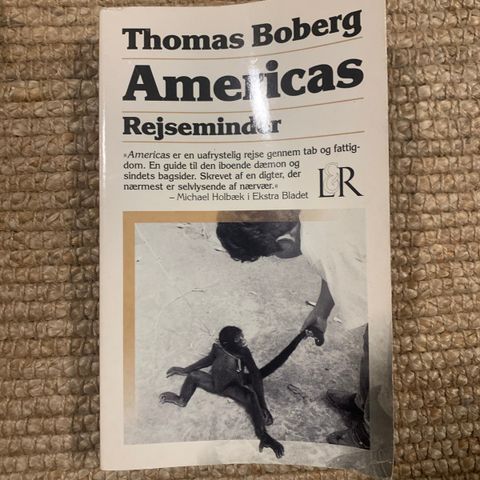 Thomas Boberg
Americas
Rejseminder
»Americas er en uafrystelig rejse gennem tab og fattig-
dom. En guide til den iboende dæmon og
sindets bagsider. Skrevet af en digter, der
nærmest er selvlysende af nærvær.«
– Michael Holbæk i Ekstra Bladet
L&R